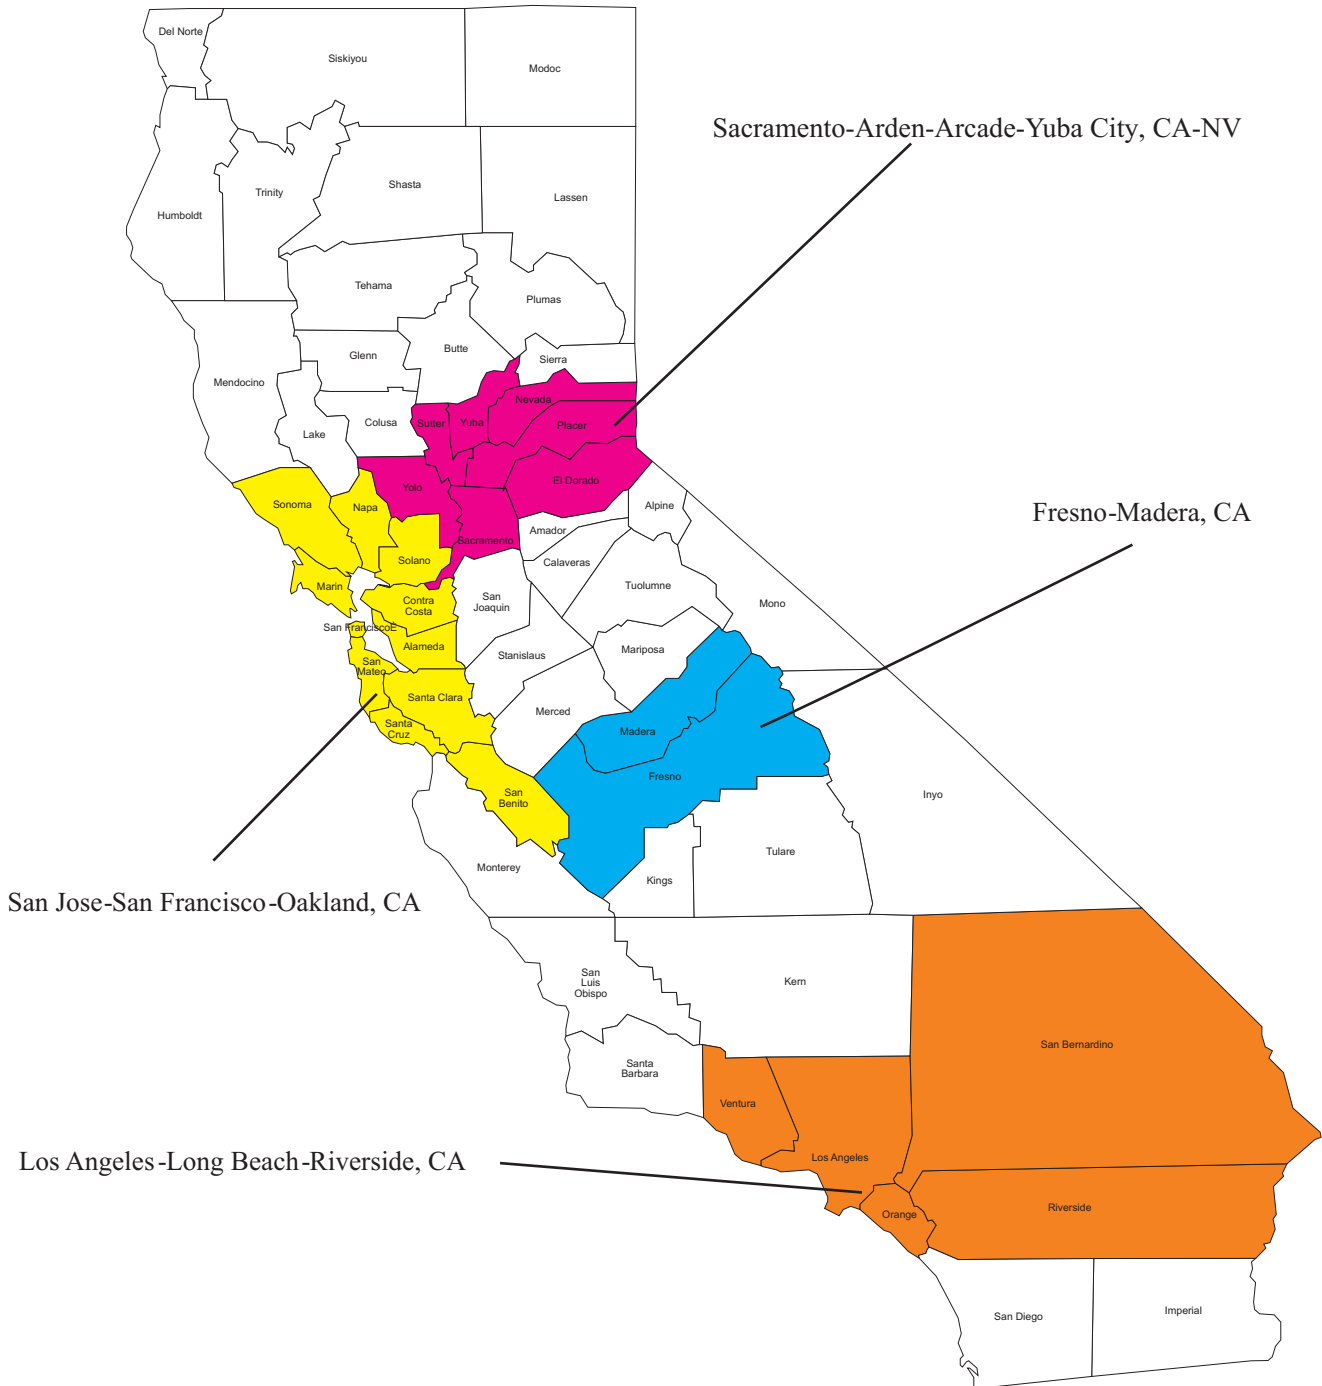 Del Norte
Siskiyou
Modoc
Sacramento-Arden-Arcade-Yuba City, CA-NV
Shasta
Trinity
Lassen
Humboldt
Tehama
Plumas
Butte
Glenn
Sierra
Mendocino
Nevada
Colusa
Sutter
Yuba
Placer
Lake
El Dorado
Yolo
Sonoma
Napa
Alpine
Fresno-Madera, CA
Amador
Sacramento
Solano
Calaveras
Marin
Tuolumne
San
Joaquin
Contra
Costa
Mono
San FranciscoÉ
Alameda
Mariposa
Stanislaus
San
Mateo
Santa Clara
Merced
Santa
Cruz
Madera
Fresno
San
Benito
Inyo
Tulare
Monterey
Kings
San Jose-San Francisco-Oakland, CA
San
Luis
Obispo
Kern
San Bernardino
Santa
Barbara
Ventura
Los Angeles
Los Angeles-Long Beach-Riverside, CA
Riverside
Orange
San Diego
Imperial